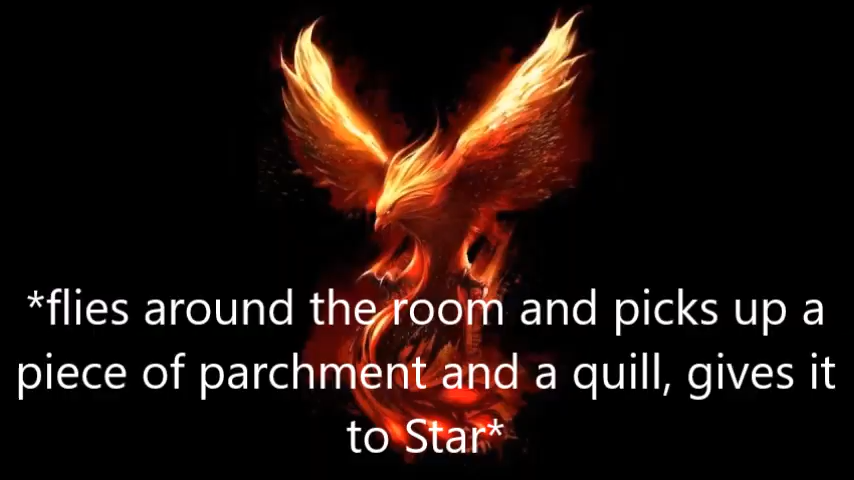 *flies around the room and picks up a
piece of parchment and a quill, gives it
to Star*